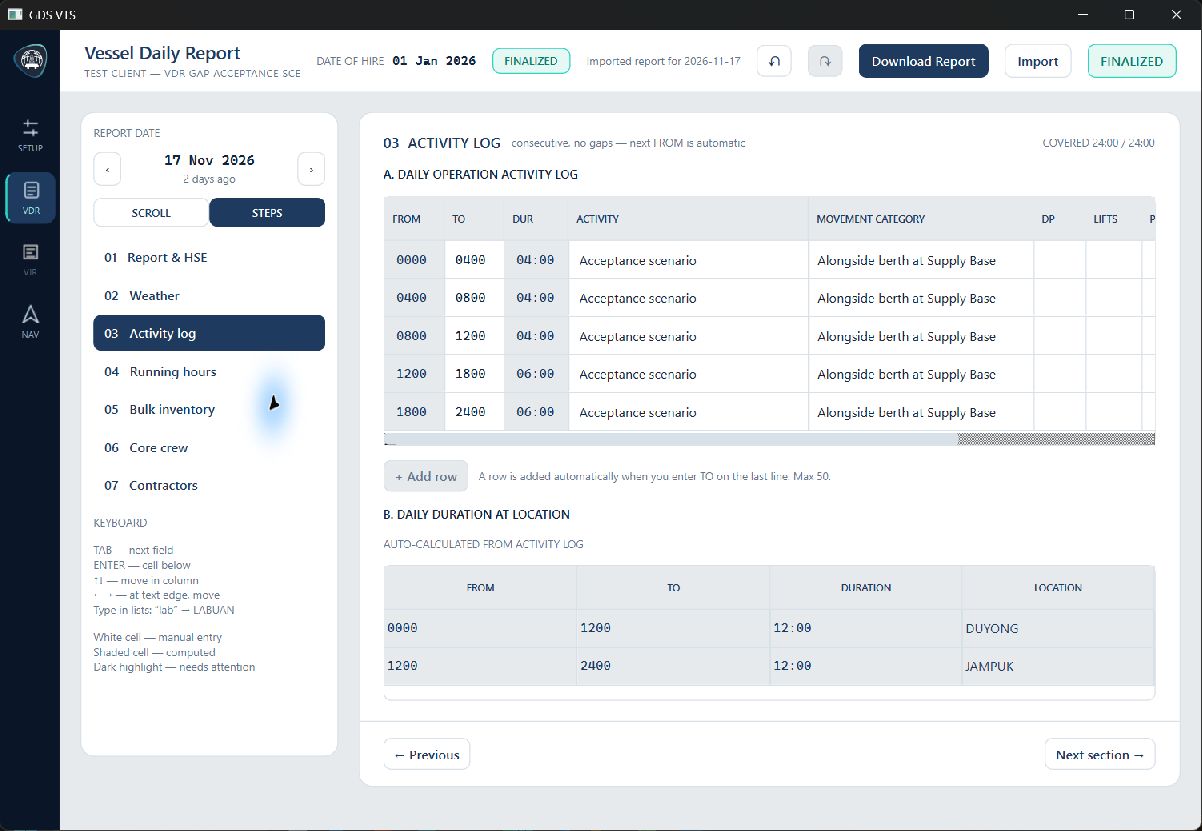 GDS VTS
Vessel Daily Report
TEST CLIENT — VDR GAP ACCEPTANCE SCE
DATE OF HIRE 01 Jan 2026
FINALIZED
Imported report for 2026-11-17
Download Report
Import
FINALIZED
SETUP
VDR
VIR
NAV
REPORT DATE
‹
17 Nov 2026
2 days ago
›
SCROLL
STEPS
01 Report & HSE
02 Weather
03 Activity log
04 Running hours
05 Bulk inventory
06 Core crew
07 Contractors
KEYBOARD
TAB — next field
ENTER — cell below
↑↓ — move in column
— at text edge, move
Type in lists: "lab" → LABUAN
White cell — manual entry
Shaded cell — computed
Dark highlight — needs attention
03 ACTIVITY LOG consecutive, no gaps — next FROM is automatic
COVERED 24:00 / 24:00
A. DAILY OPERATION ACTIVITY LOG
FROM TO DUR ACTIVITY MOVEMENT CATEGORY DP LIFTS P
0000 0400 04:00 Acceptance scenario Alongside berth at Supply Base
0400 0800 04:00 Acceptance scenario Alongside berth at Supply Base
0800 1200 04:00 Acceptance scenario Alongside berth at Supply Base
1200 1800 06:00 Acceptance scenario Alongside berth at Supply Base
1800 2400 06:00 Acceptance scenario Alongside berth at Supply Base
+ Add row
A row is added automatically when you enter TO on the last line. Max 50.
B. DAILY DURATION AT LOCATION
AUTO-CALCULATED FROM ACTIVITY LOG
FROM TO DURATION LOCATION
0000 1200 12:00 DUYONG
1200 2400 12:00 JAMPUK
← Previous
Next section →